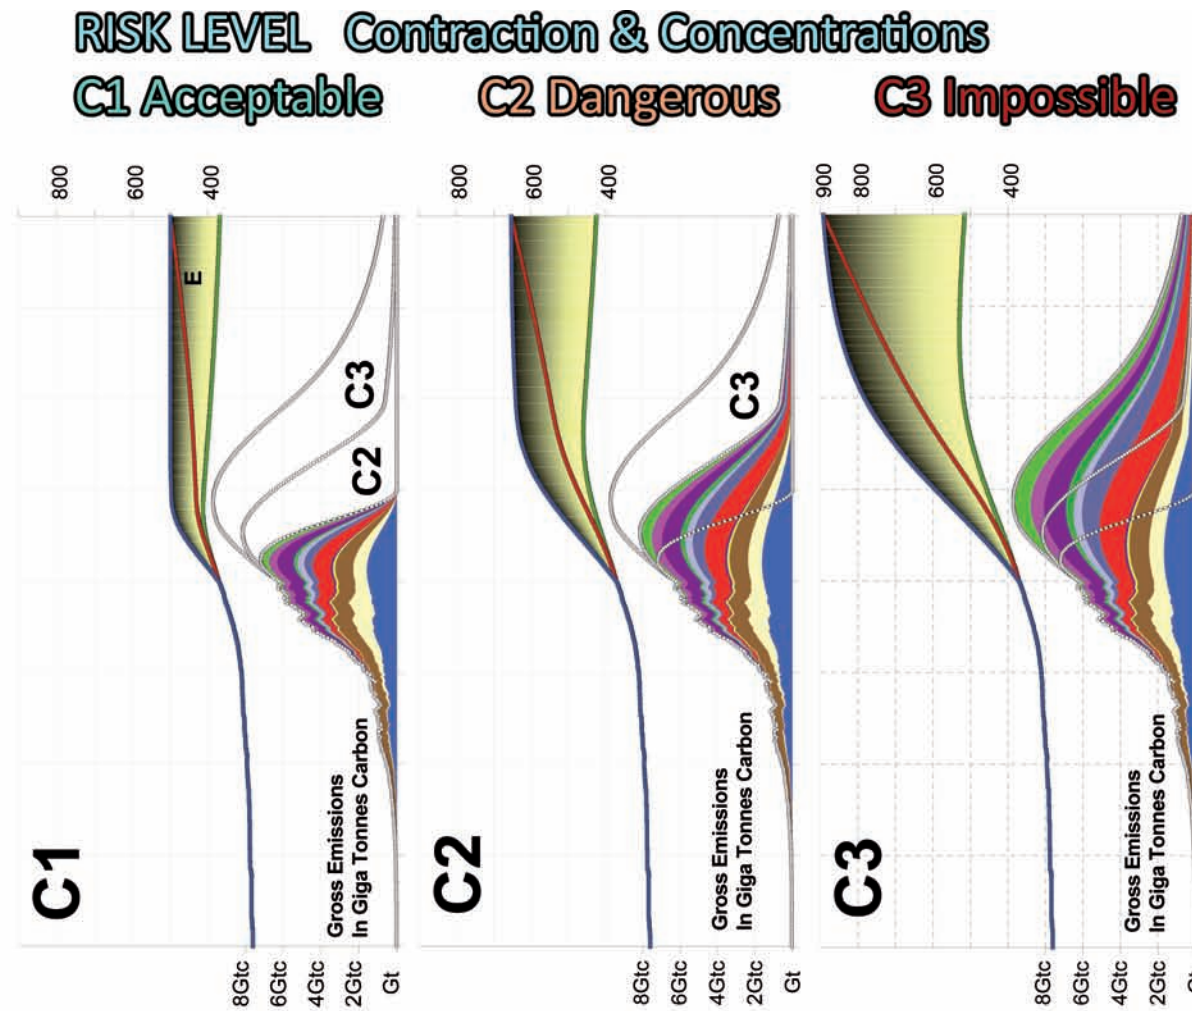 RISK LEVEL Contraction & Concentrations
C1 Acceptable C2 Dangerous C3 Impossible
C1
Gross Emissions
In Giga Tonnes Carbon
8Gtc
6Gtc
4Gtc
2Gtc
Gt
800
600
400
E
C2
C3
C2
Gross Emissions
In Giga Tonnes Carbon
8Gtc
6Gtc
4Gtc
2Gtc
Gt
800
600
400
C3
C3
Gross Emissions
In Giga Tonnes Carbon
8Gtc
6Gtc
4Gtc
2Gtc
900
800
600
400